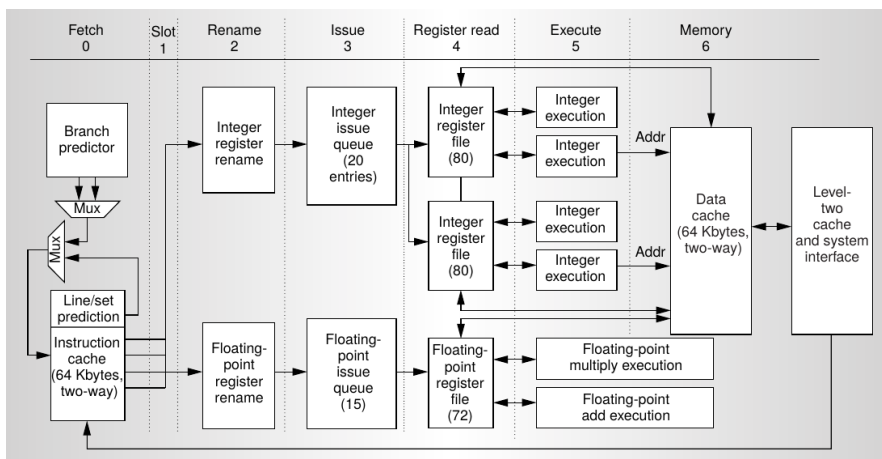 Fetch
0
Slot
1
Rename
2
Issue
3
Register read
4
Execute
5
Memory
6
Branch
predictor
Mux
Mux
Line/set
prediction
Instruction
cache
(64 Kbytes,
two-way)
Integer
register
rename
Floating-
point
register
rename
Integer
issue
queue
(20
entries)
Floating-
point
issue
queue
(15)
Integer
register
file
(80)
Integer
register
file
(80)
Floating-
point
register
file
(72)
Integer
execution
Integer
execution
Integer
execution
Integer
execution
Floating-point
multiply execution
Floating-point
add execution
Addr
Addr
Data
cache
(64 Kbytes,
two-way)
Level-
two
cache
and system
interface